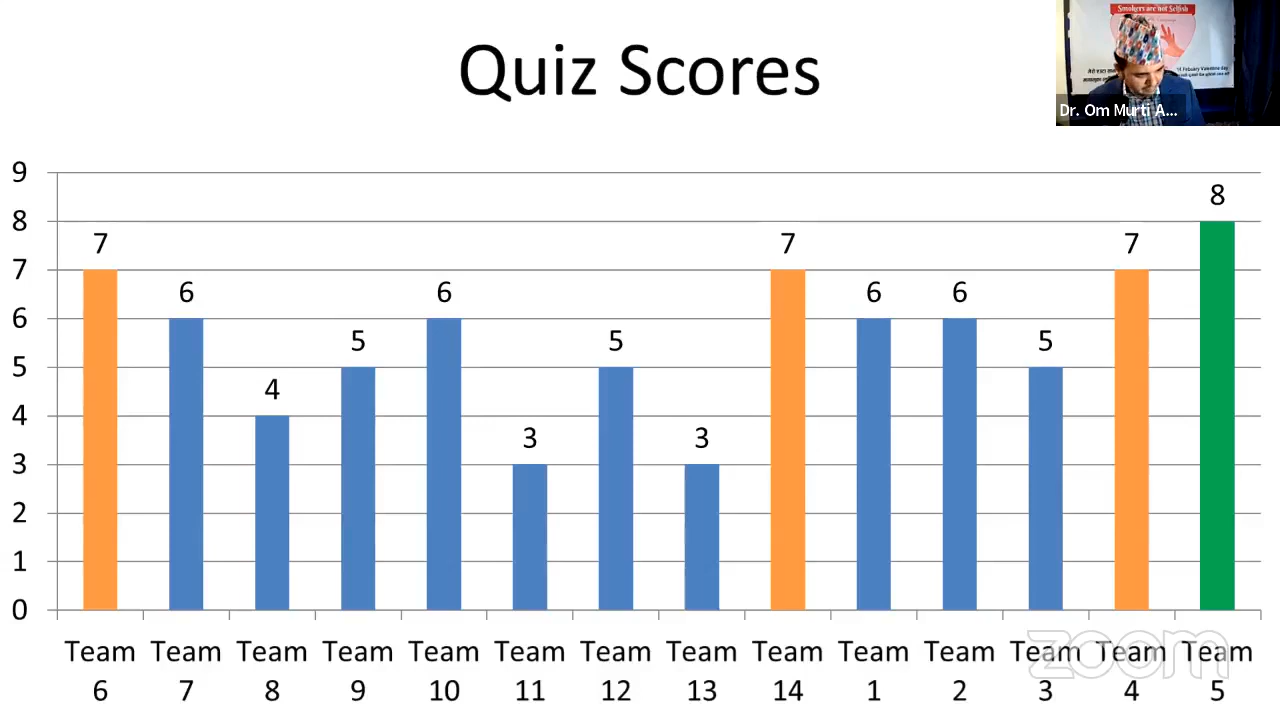 Quiz Scores
Smokers are not Selfish
Dr. Om Murti A...
9
8
7
6
5
4
3
2
1
0
7
6
4
5
6
3
5
3
7
6
6
5
7
8
Team 6
Team 7
Team 8
Team 9
Team 10
Team 11
Team 12
Team 13
Team 14
Team 1
Team 2
Team 3
Team 4
Team 5
zoom